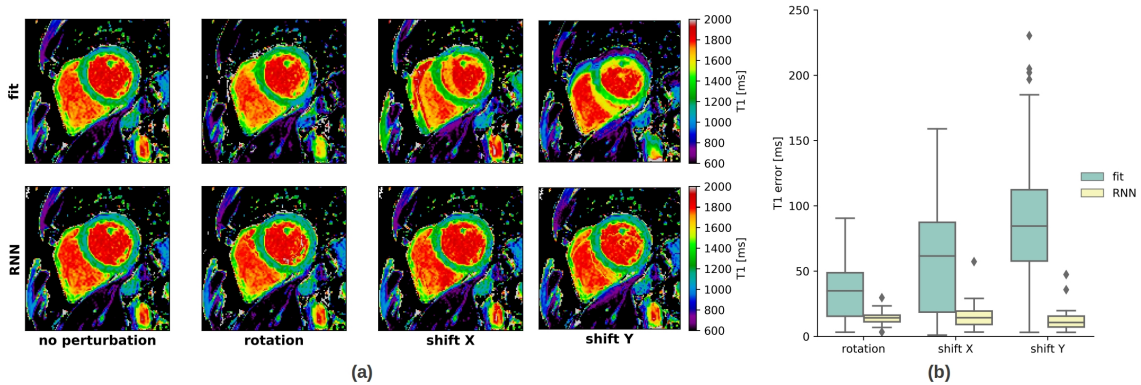 fit
2000
1800
1600
1400
1200
1000
800
600
T1 [ms]
RNN
2000
1800
1600
1400
1200
1000
800
600
T1 [ms]
no perturbation
rotation
shift X
shift Y
(a)
250
200
150
100
50
0
T1 error [ms]
rotation
shift X
shift Y
fit
RNN
(b)